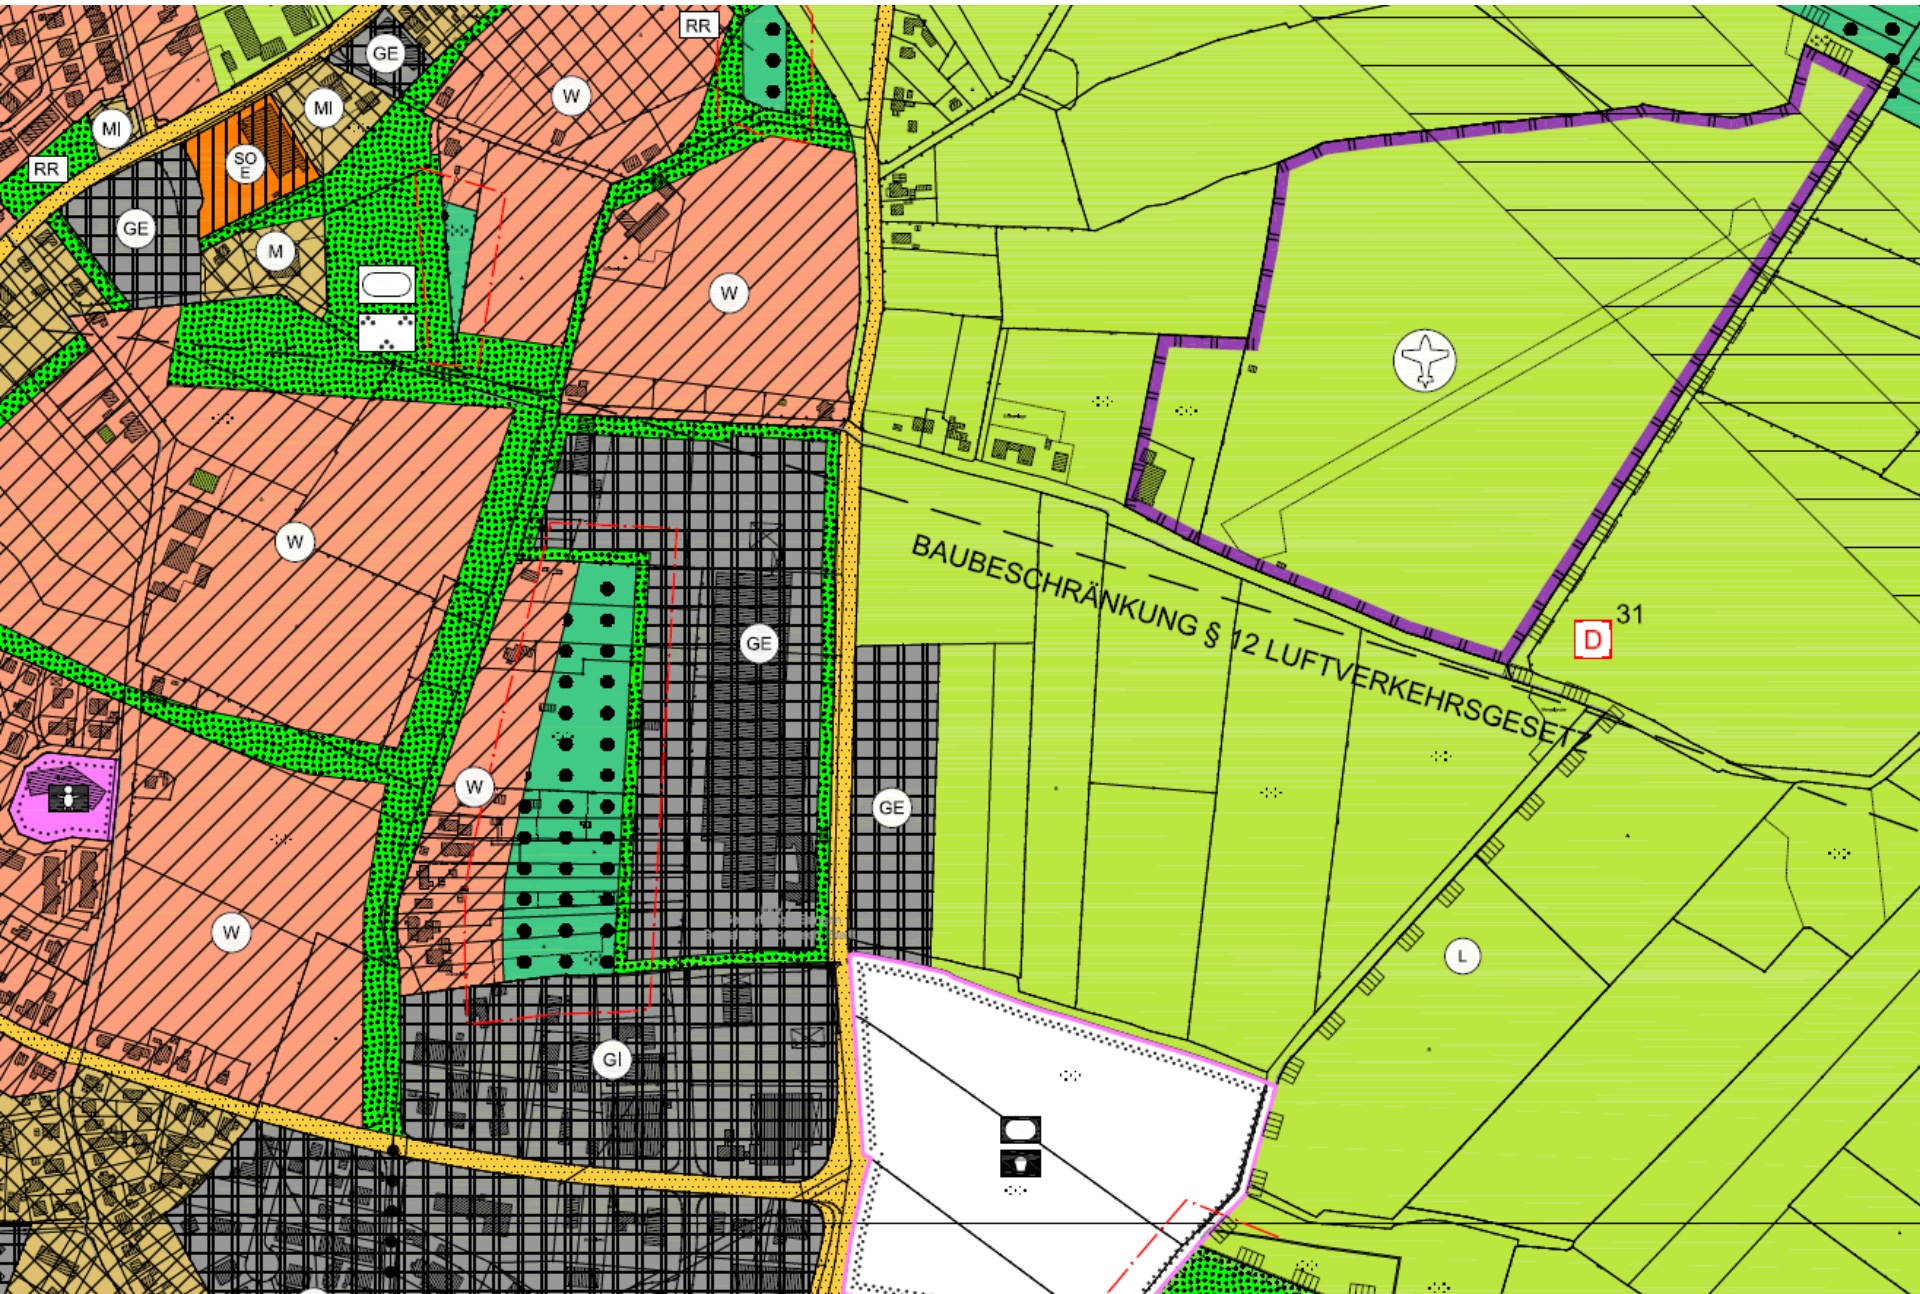 RR
GE
W
MI
MI
SO
E
RR
GE
M
W
W
BAUBESCHRÄNKUNG § 12 LUFTVERKEHRSGESETZ
31
D
GE
W
GE
W
L
GI